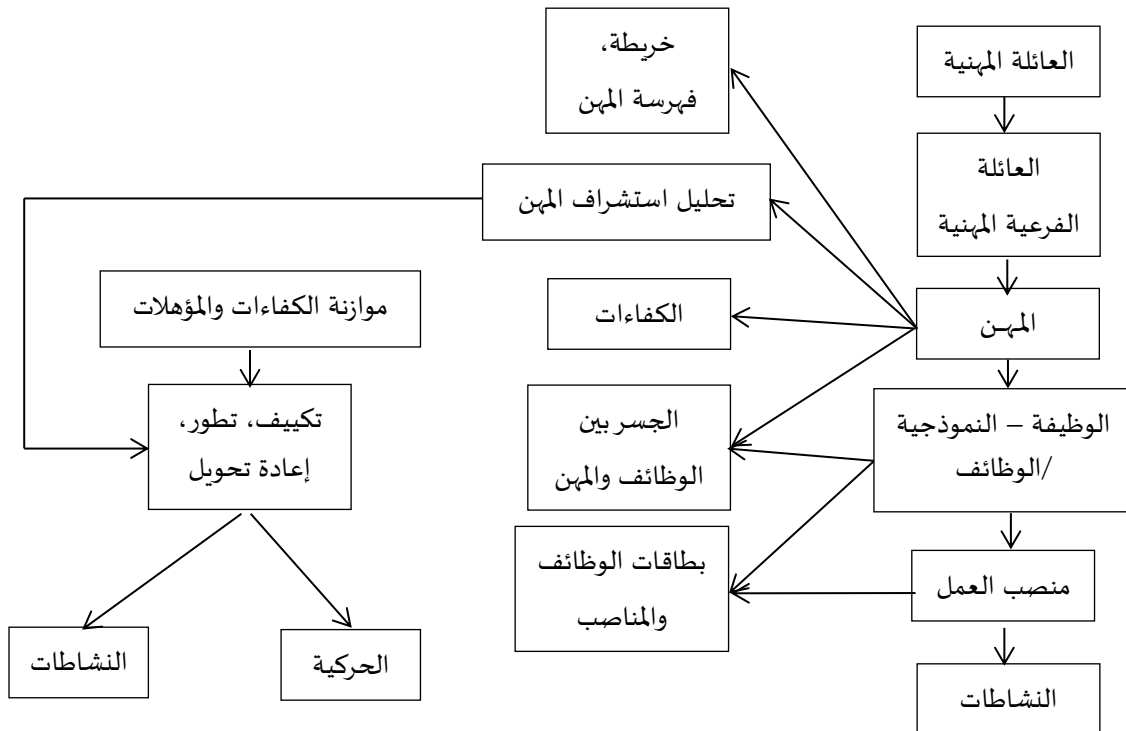 العائلة المهنية
خريطة،
فهرسة المهن
العائلة
الفرعية المهنية
تحليل استشراف المهن
المهـن
الكفاءات
موازنة الكفاءات والمؤهلات
الوظيفة – النموذجية
/الوظائف
الجسر بين
الوظائف والمهن
تكييف، تطور،
إعادة تحويل
منصب العمل
بطاقات الوظائف
والمناصب
النشاطات
الحركية
النشاطات